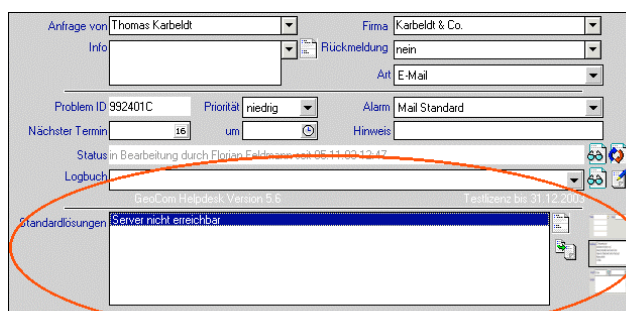 Anfrage von Thomas Karbeldt Firma Karbeldt & Co.
Info Rückmeldung nein
Art E-Mail
Problem ID 992401C Priorität niedrig Alarm Mail Standard
Nächster Termin 16 um Hinweis
Status in Bearbeitung durch Florian Feldmann seit 05.11.03 12:47
Logbuch
GeoCom Helpdesk Version 5.6 Testlizenz bis 31.12.2003
Standardlösungen Server nicht erreichbar